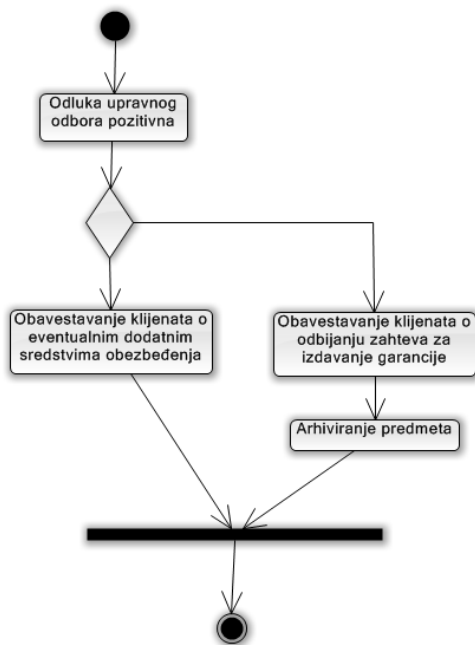 Odluka upravnog
odbora pozitivna
Obavestavanje klijenata o
eventualnim dodatnim
sredstvima obezbeđenja
Obavestavanje klijenata o
odbijanju zahteva za
izdavanje garancije
Arhiviranje predmeta